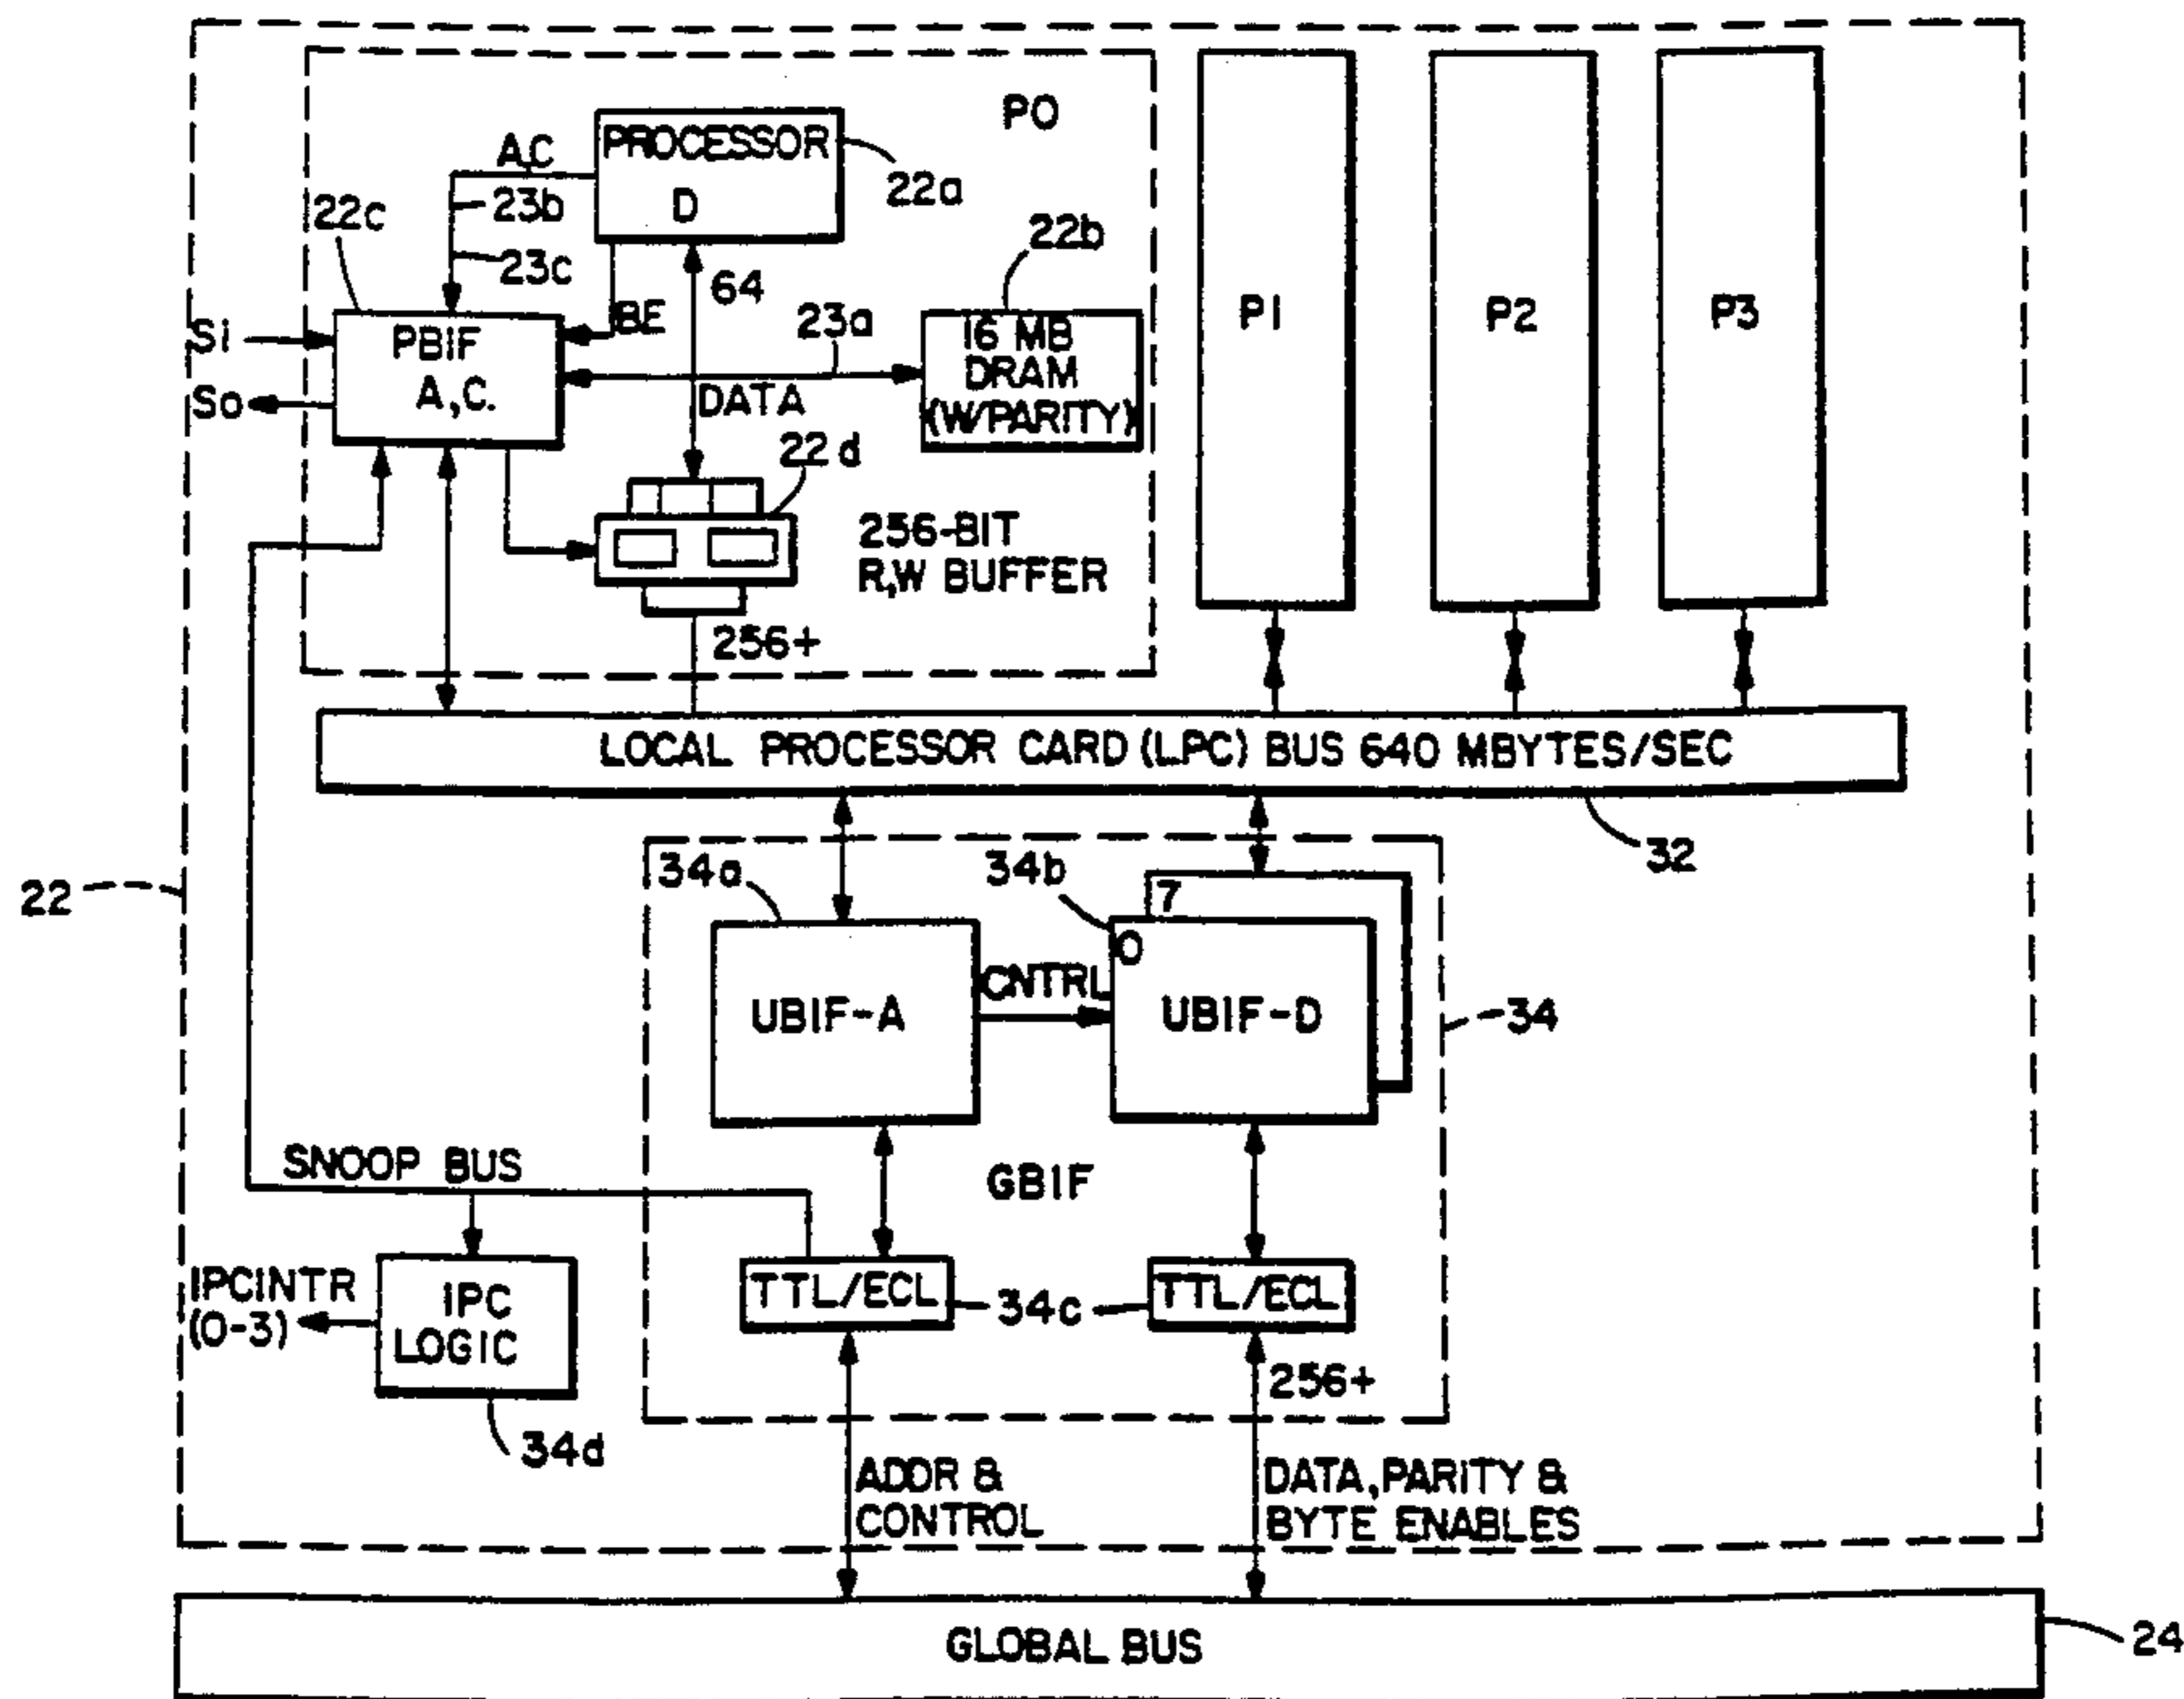 PO
PROCESSOR
D
22a
AC
23b
23c
22c
22b
64
BE
23a
16 MB
DRAM
(W/PARITY)
Si
So
PBIF
A,C.
DATA
22d
256-BIT
R,W BUFFER
256+
P1
P2
P3
LOCAL PROCESSOR CARD (LPC) BUS 640 MBYTES/SEC
32
22
34a
34b
7
0
CNTRL
UBIF-A
UBIF-D
34
SNOOP BUS
GBIF
IPCINTR
(0-3)
IPC
LOGIC
TTL/ECL
34c
TTL/ECL
256+
34d
ADDR &
CONTROL
DATA,PARITY &
BYTE ENABLES
GLOBAL BUS
24